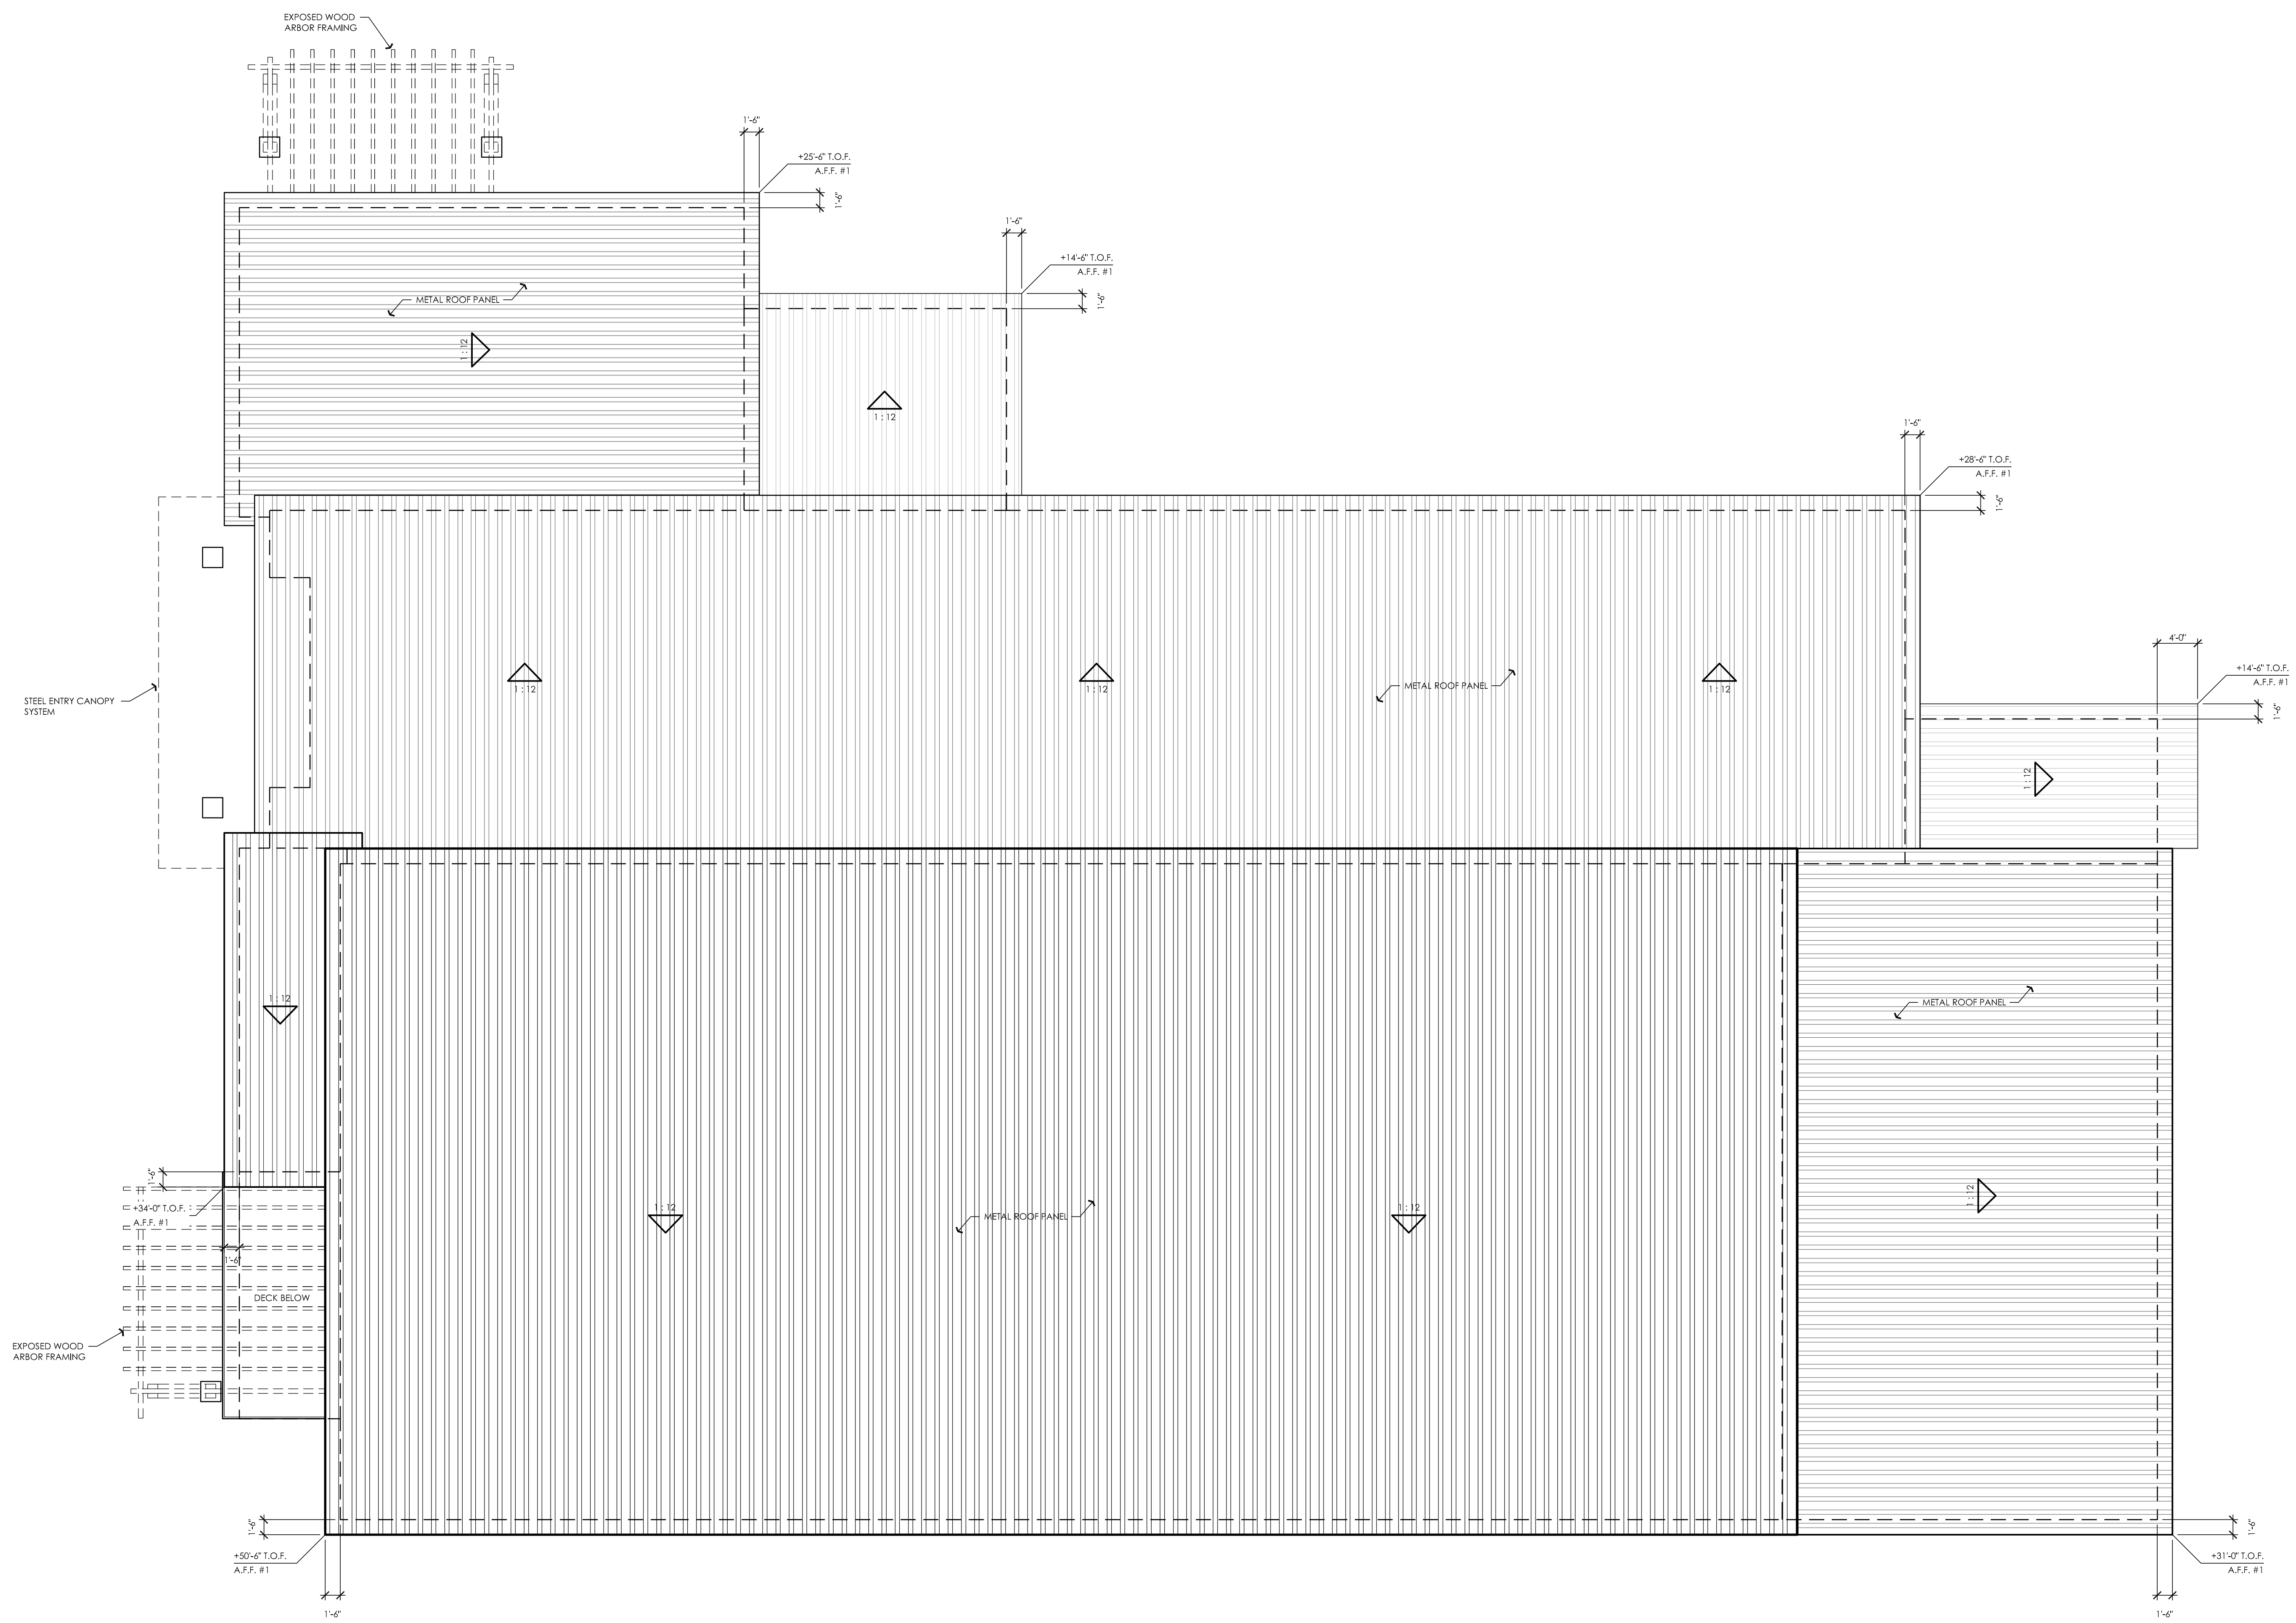 EXPOSED WOOD
ARBOR FRAMING
1'-6"
+25'-6" T.O.F.
A.F.F. #1
1'-6"
1'-6"
+14'-6" T.O.F.
A.F.F. #1
1'-6"
METAL ROOF PANEL
1 : 12
1 : 12
1'-6"
+28'-6" T.O.F.
A.F.F. #1
1'-6"
4'-0"
+14'-6" T.O.F.
A.F.F. #1
1'-6"
STEEL ENTRY CANOPY
SYSTEM
1 : 12
1 : 12
METAL ROOF PANEL
1 : 12
1 : 12
1 : 12
METAL ROOF PANEL
1'-6"
+34'-0" T.O.F.
A.F.F. #1
1'-6"
DECK BELOW
1 : 12
METAL ROOF PANEL
1 : 12
1 : 12
EXPOSED WOOD
ARBOR FRAMING
1'-6"
+50'-6" T.O.F.
A.F.F. #1
1'-6"
1'-6"
+31'-0" T.O.F.
A.F.F. #1
1'-6"